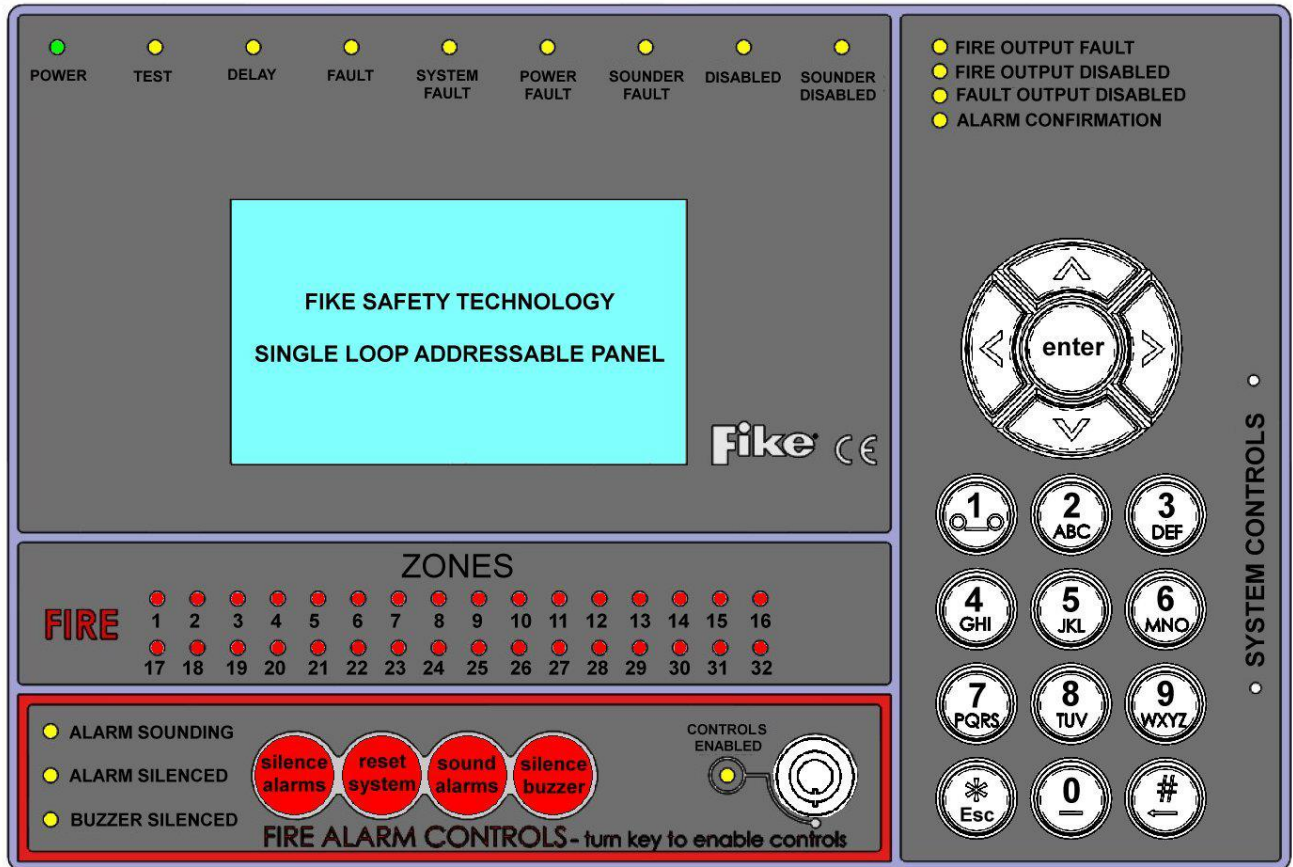 POWER
TEST
DELAY
FAULT
SYSTEM
FAULT
POWER
FAULT
SOUNDER
FAULT
DISABLED
SOUNDER
DISABLED
FIKE SAFETY TECHNOLOGY
SINGLE LOOP ADDRESSABLE PANEL
Fike CE
ZONES
FIRE
1 2 3 4 5 6 7 8 9 10 11 12 13 14 15 16
17 18 19 20 21 22 23 24 25 26 27 28 29 30 31 32
ALARM SOUNDING
ALARM SILENCED
BUZZER SILENCED
silence
alarms
reset
system
sound
alarms
silence
buzzer
CONTROLS
ENABLED
FIRE ALARM CONTROLS - turn key to enable controls
FIRE OUTPUT FAULT
FIRE OUTPUT DISABLED
FAULT OUTPUT DISABLED
ALARM CONFIRMATION
enter
1
2
ABC
3
DEF
4
GHI
5
JKL
6
MNO
7
PQRS
8
TUV
9
WXYZ
*
Esc
0
#
SYSTEM CONTROLS